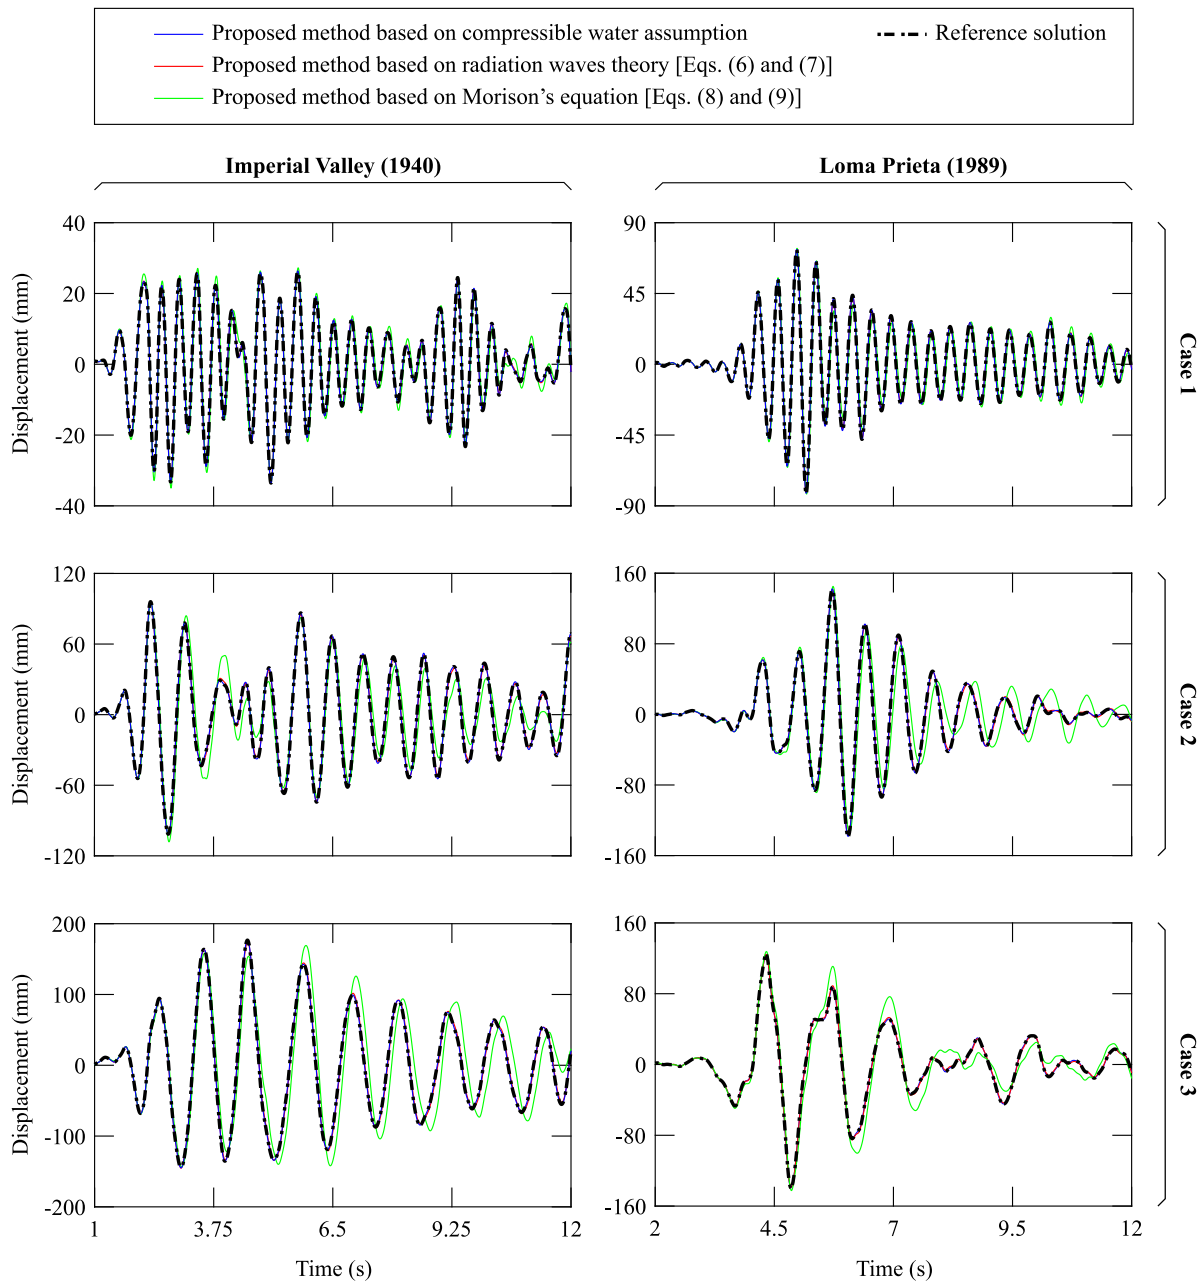 Proposed method based on compressible water assumption
Reference solution
Proposed method based on radiation waves theory [Eqs. (6) and (7)]
Proposed method based on Morison's equation [Eqs. (8) and (9)]
Imperial Valley (1940)
Loma Prieta (1989)
Displacement (mm)
40
20
0
-20
-40
90
45
0
-45
-90
Case 1
Displacement (mm)
120
60
0
-60
-120
160
80
0
-80
-160
Case 2
Displacement (mm)
200
100
0
-100
-200
160
80
0
-80
-160
Case 3
1 3.75 6.5 9.25 12
2 4.5 7 9.5 12
Time (s)
Time (s)